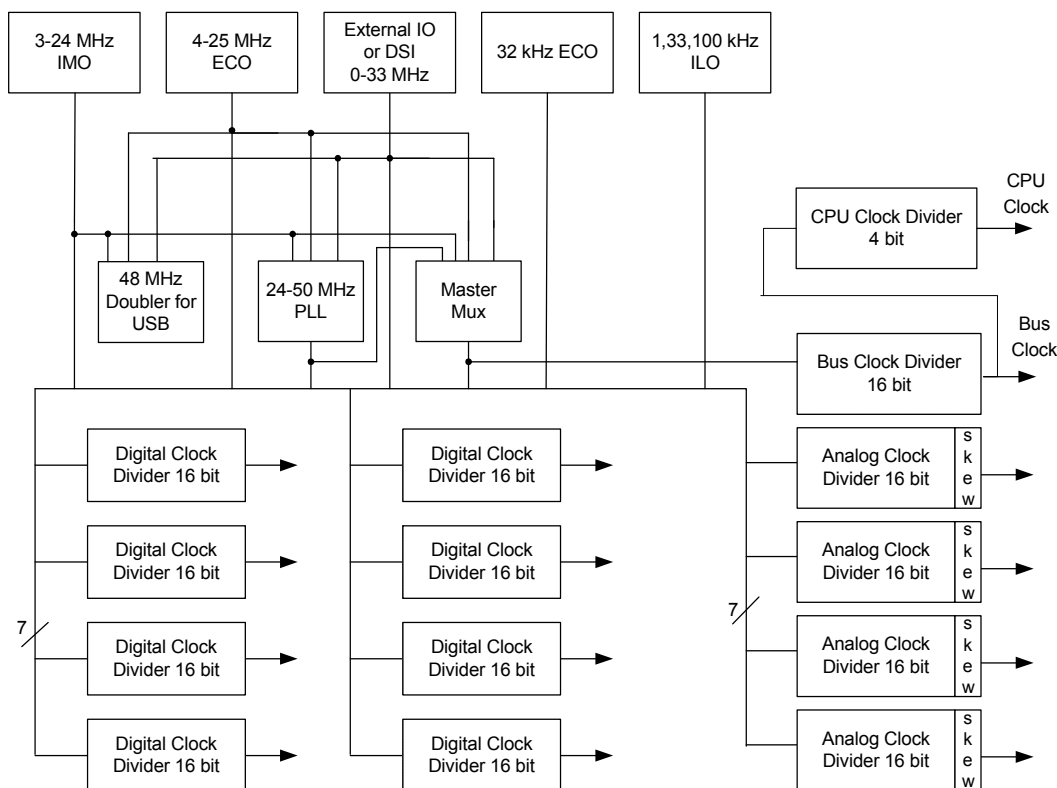 3-24 MHz
IMO
4-25 MHz
ECO
External IO
or DSI
0-33 MHz
32 kHz ECO
1,33,100 kHz
ILO
48 MHz
Doubler for
USB
24-50 MHz
PLL
Master
Mux
CPU Clock Divider
4 bit
CPU
Clock
Bus Clock Divider
16 bit
Bus
Clock
Digital Clock
Divider 16 bit
Digital Clock
Divider 16 bit
Analog Clock
Divider 16 bit
s
k
e
w
Digital Clock
Divider 16 bit
Digital Clock
Divider 16 bit
Analog Clock
Divider 16 bit
s
k
e
w
7
7
Digital Clock
Divider 16 bit
Digital Clock
Divider 16 bit
Analog Clock
Divider 16 bit
s
k
e
w
Digital Clock
Divider 16 bit
Digital Clock
Divider 16 bit
Analog Clock
Divider 16 bit
s
k
e
w